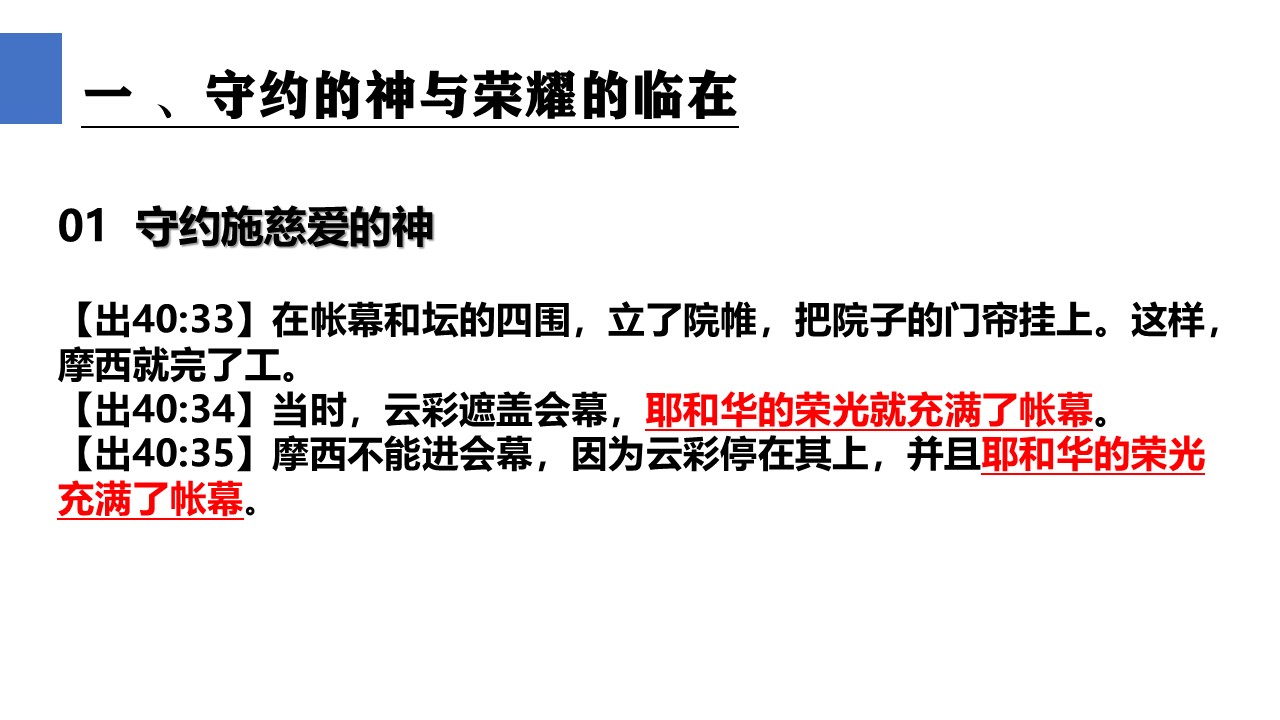 一 、守约的神与荣耀的临在
01 守约施慈爱的神
【出40:33】在帐幕和坛的四围，立了院帷，把院子的门帘挂上。这样，
摩西就完了工。
【出40:34】当时，云彩遮盖会幕，耶和华的荣光就充满了帐幕。
【出40:35】摩西不能进会幕，因为云彩停在其上，并且耶和华的荣光
充满了帐幕。